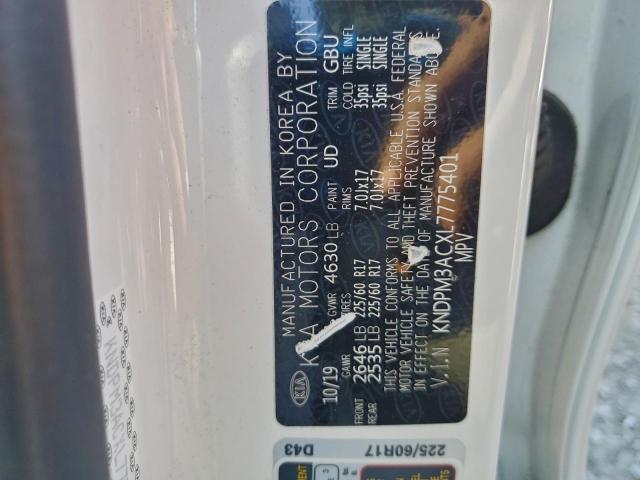 MANUFACTURED IN KOREA BY
KIA MOTORS CORPORATION
KIA
10/19 GVWR 4630 LB PAINT UD TRIM GBU
GAWR TIRES RIMS COLD TIRE INFL
FRONT 2646 LB 225/60 R17 7.0Jx17 35psi SINGLE
REAR 2535 LB 225/60 R17 7.0Jx17 35psi SINGLE
THIS VEHICLE CONFORMS TO ALL APPLICABLE U.S.A. FEDERAL
MOTOR VEHICLE SAFETY AND THEFT PREVENTION STANDARDS
IN EFFECT ON THE DATE OF MANUFACTURE SHOWN ABOVE.
V.I.N KNDPM3ACXL7775401
MPV
225/60R17 D43